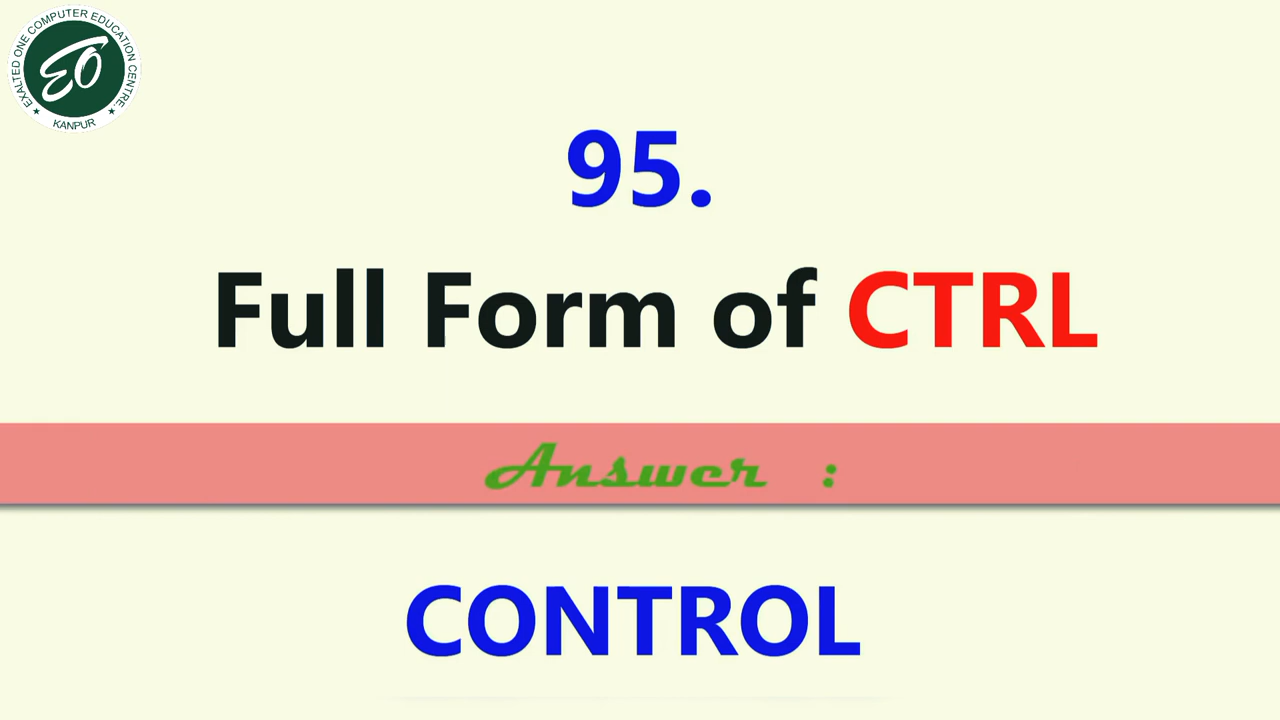 EXALTED ONE COMPUTER EDUCATION CENTRE.
EO
★ KANPUR ★
95.
Full Form of CTRL
Answer :
CONTROL